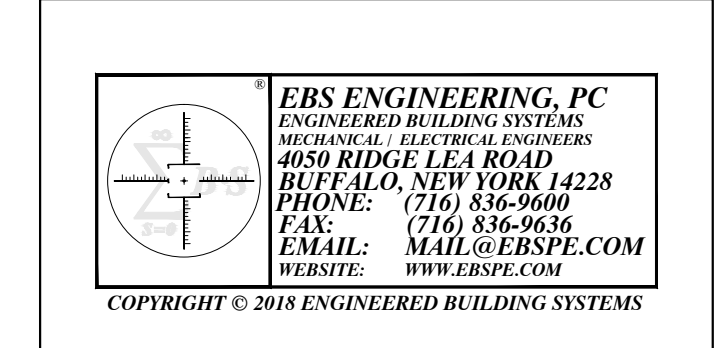 ®
EBS ENGINEERING, PC
ENGINEERED BUILDING SYSTEMS
MECHANICAL / ELECTRICAL ENGINEERS
4050 RIDGE LEA ROAD
BUFFALO, NEW YORK 14228
PHONE: (716) 836-9600
FAX: (716) 836-9636
EMAIL: MAIL@EBSPE.COM
WEBSITE: WWW.EBSPE.COM
∞
Σ B·S
S=0
COPYRIGHT © 2018 ENGINEERED BUILDING SYSTEMS